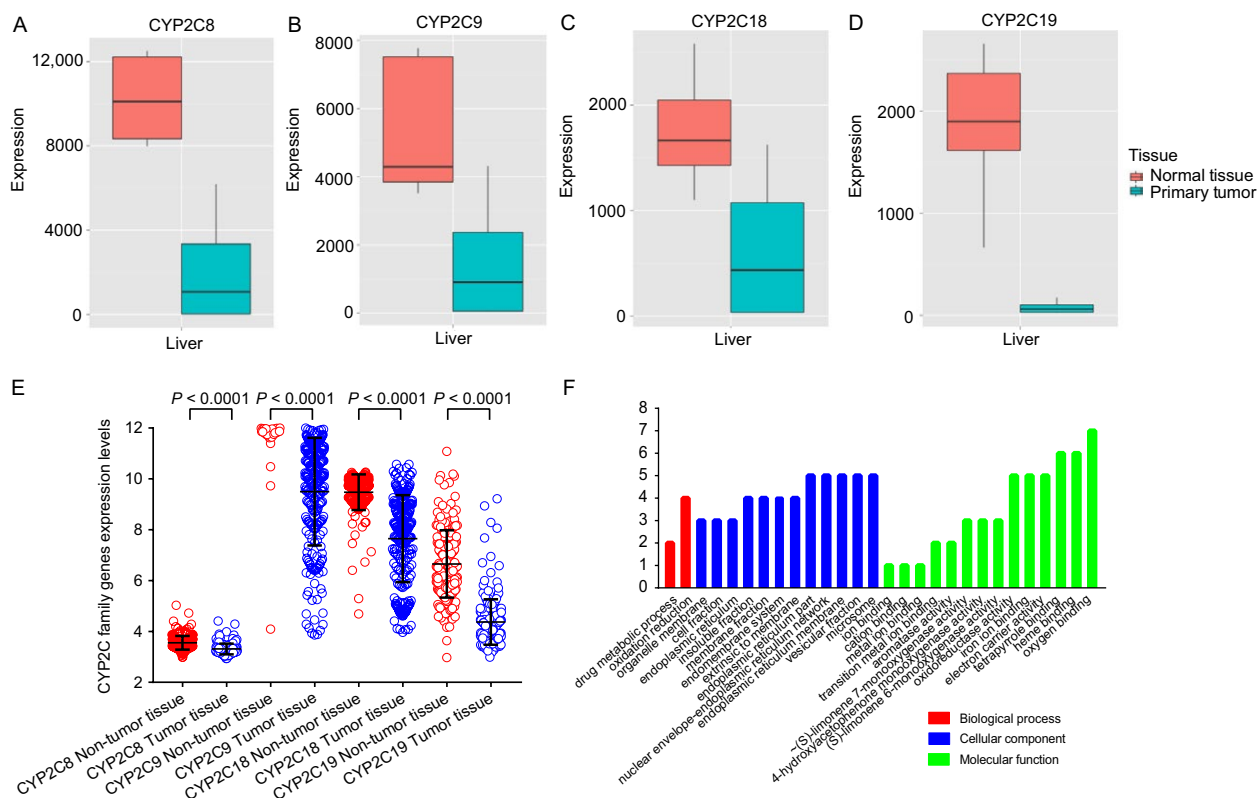 A
CYP2C8
Expression
12,000
8000
4000
0
Liver
B
CYP2C9
Expression
8000
6000
4000
2000
0
Liver
C
CYP2C18
Expression
2000
1000
0
Liver
D
CYP2C19
Expression
2000
1000
0
Liver
Tissue
Normal tissue
Primary tumor
E
P < 0.0001
P < 0.0001
P < 0.0001
P < 0.0001
CYP2C family genes expression levels
12
10
8
6
4
2
CYP2C8 Non-tumor tissue
CYP2C8 Tumor tissue
CYP2C9 Non-tumor tissue
CYP2C9 Tumor tissue
CYP2C18 Non-tumor tissue
CYP2C18 Tumor tissue
CYP2C19 Non-tumor tissue
CYP2C19 Tumor tissue
F
8
7
6
5
4
3
2
1
0
drug metabolic process
oxidation reduction
organelle membrane
cell fraction
endoplasmic reticulum
insoluble fraction
membrane fraction
endomembrane system
extrinsic to membrane
endoplasmic reticulum part
nuclear envelope-endoplasmic reticulum network
endoplasmic reticulum membrane
vesicular fraction
microsome
ion binding
cation binding
metal ion binding
transition metal ion binding
aromatase activity
~(S)-limonene 7-monooxygenase activity
4-hydroxyacetophenone monooxygenase activity
(S)-limonene 6-monooxygenase activity
oxidoreductase activity
iron ion binding
electron carrier activity
tetrapyrrole binding
heme binding
oxygen binding
Biological process
Cellular component
Molecular function